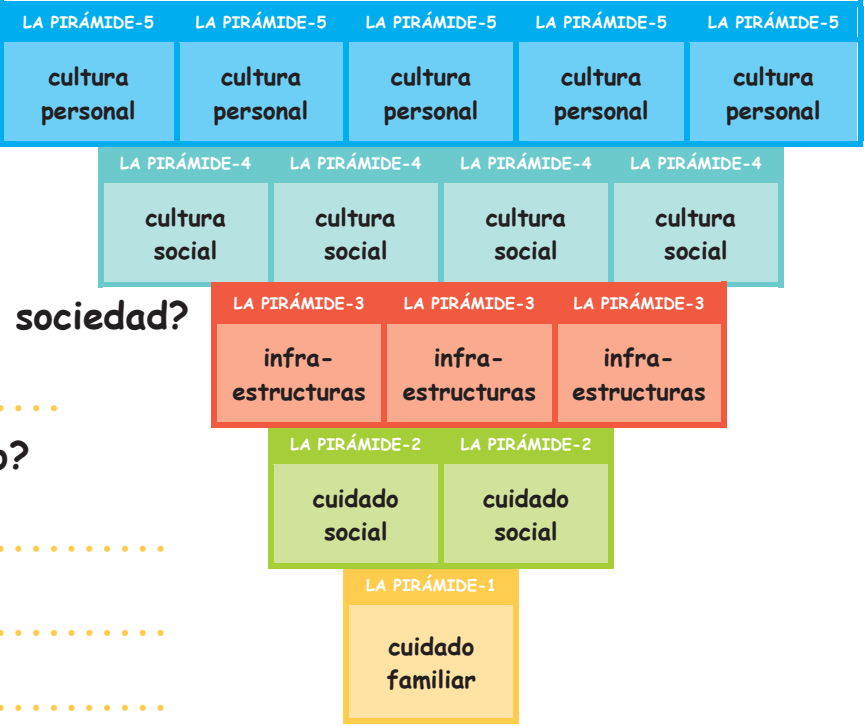 LA PIRÁMIDE-5 LA PIRÁMIDE-5 LA PIRÁMIDE-5 LA PIRÁMIDE-5 LA PIRÁMIDE-5
cultura cultura cultura cultura cultura
personal personal personal personal personal
LA PIRÁMIDE-4 LA PIRÁMIDE-4 LA PIRÁMIDE-4 LA PIRÁMIDE-4
cultura cultura cultura cultura
social social social social
sociedad? LA PIRÁMIDE-3 LA PIRÁMIDE-3 LA PIRÁMIDE-3
infra- infra- infra-
estructuras estructuras estructuras
o?
LA PIRÁMIDE-2 LA PIRÁMIDE-2
cuidado cuidado
social social
LA PIRÁMIDE-1
cuidado
familiar